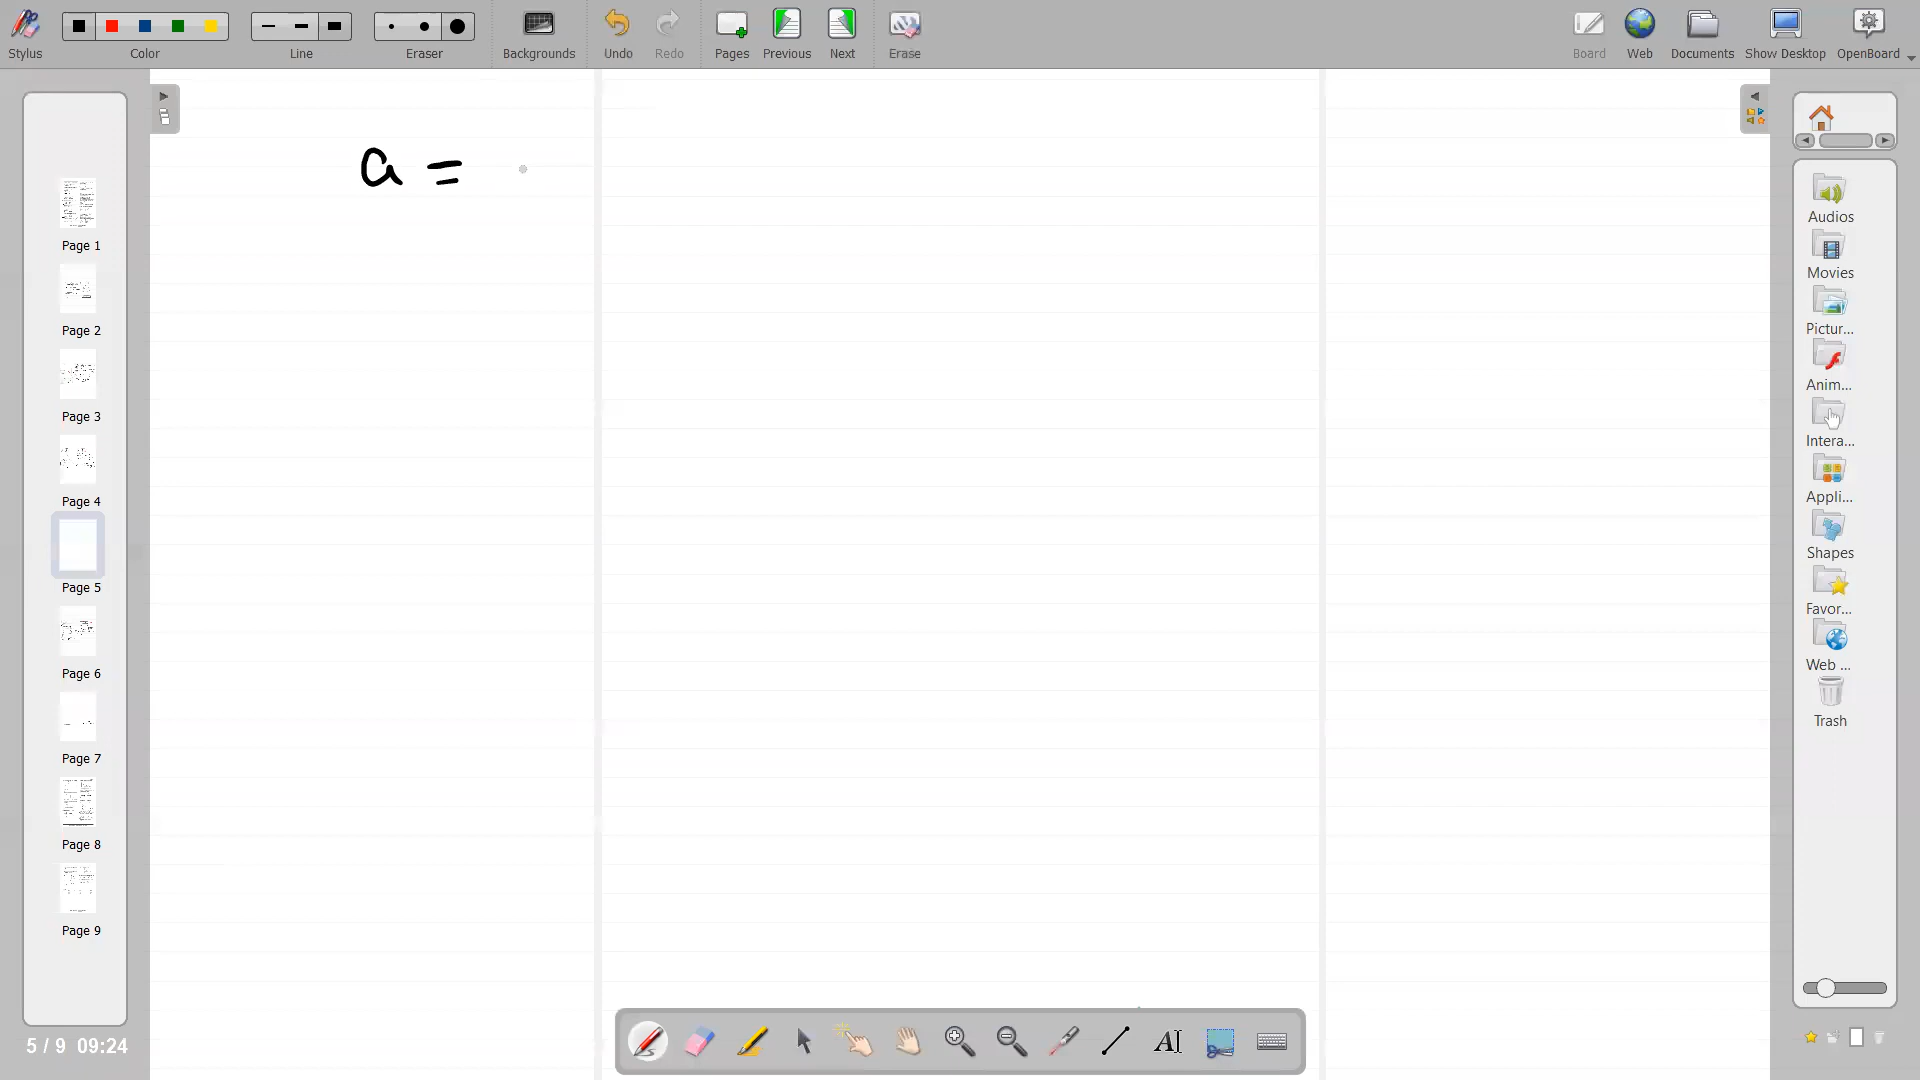 Stylus
Color
Line
Eraser
Backgrounds
Undo
Redo
Pages
Previous
Next
Erase
Board
Web
Documents
Show Desktop
OpenBoard
a =
Page 1
Page 2
Page 3
Page 4
Page 5
Page 6
Page 7
Page 8
Page 9
5 / 9 09:24
Audios
Movies
Pictur...
Anim...
Intera...
Appli...
Shapes
Favor...
Web ...
Trash